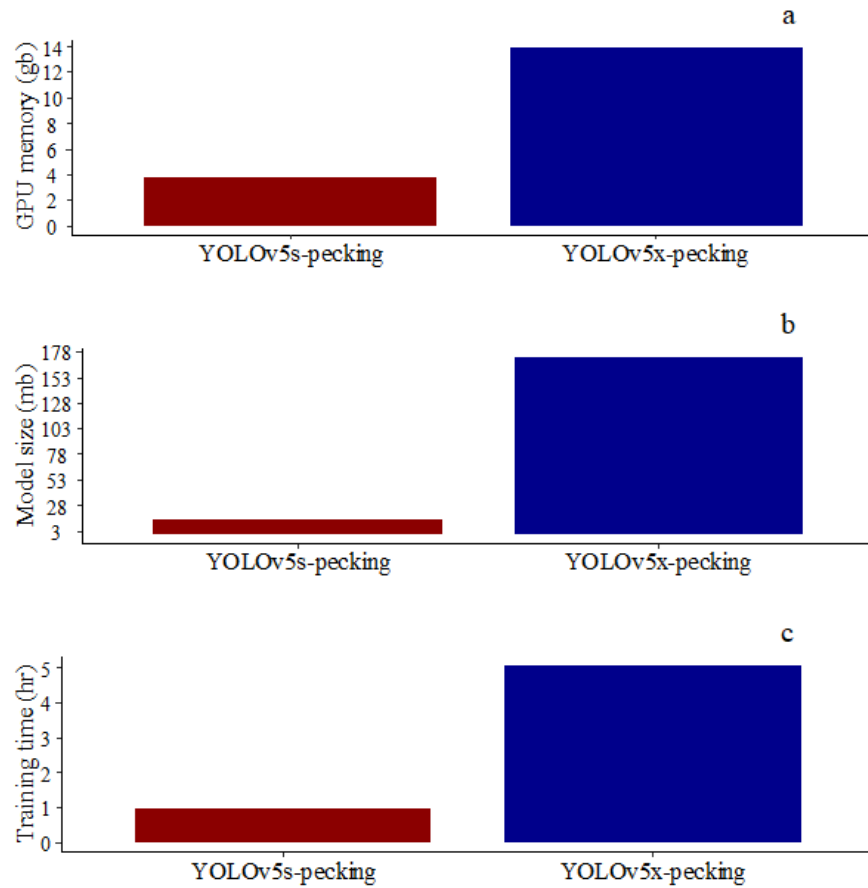 a
GPU memory (gb)
14
12
10
8
6
4
2
0
YOLOv5s-pecking YOLOv5x-pecking
b
Model size (mb)
178
153
128
103
78
53
28
3
YOLOv5s-pecking YOLOv5x-pecking
c
Training time (hr)
5
4
3
2
1
0
YOLOv5s-pecking YOLOv5x-pecking